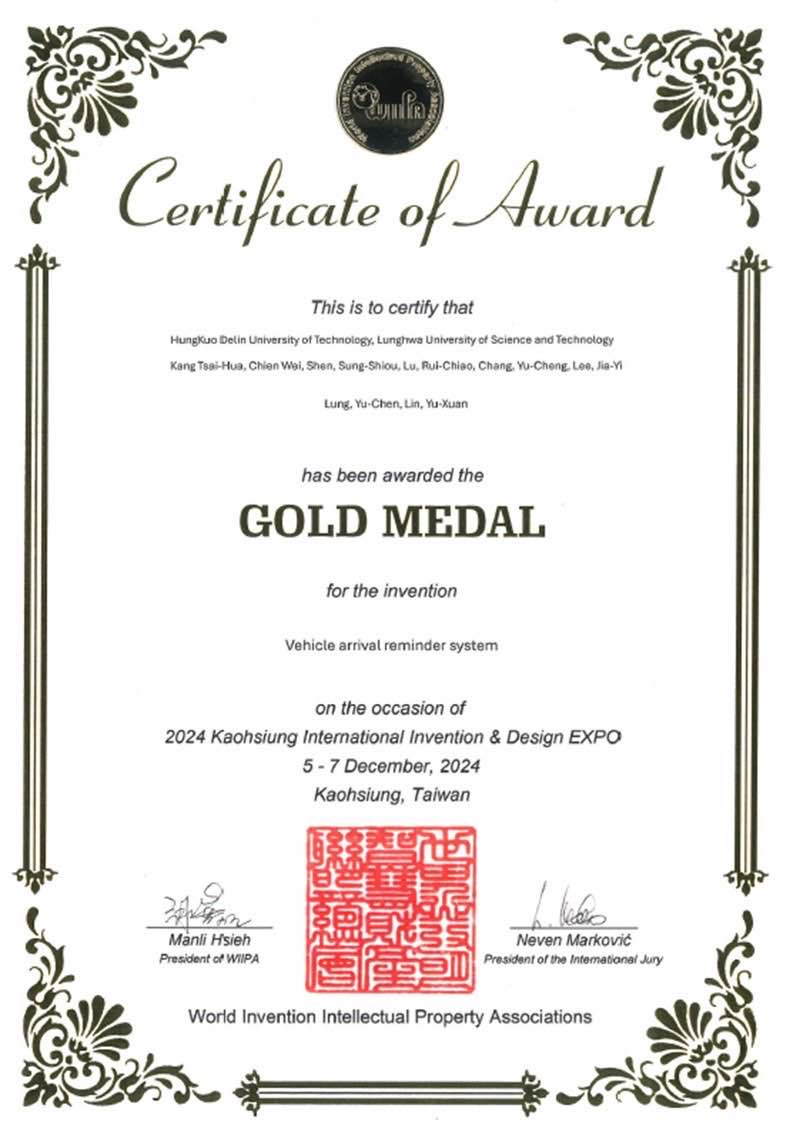 World Invention Intellectual Property Associations
WIIPA
Certificate of Award
This is to certify that
HungKuo Delin University of Technology, Lunghwa University of Science and Technology
Kang Tsai-Hua, Chien Wei, Shen, Sung-Shiou, Lu, Rui-Chiao, Chang, Yu-Cheng, Lee, Jia-Yi
Lung, Yu-Chen, Lin, Yu-Xuan
has been awarded the
GOLD MEDAL
for the invention
Vehicle arrival reminder system
on the occasion of
2024 Kaohsiung International Invention & Design EXPO
5 - 7 December, 2024
Kaohsiung, Taiwan
Manli Hsieh
President of WIIPA
Neven Marković
President of the International Jury
World Invention Intellectual Property Associations